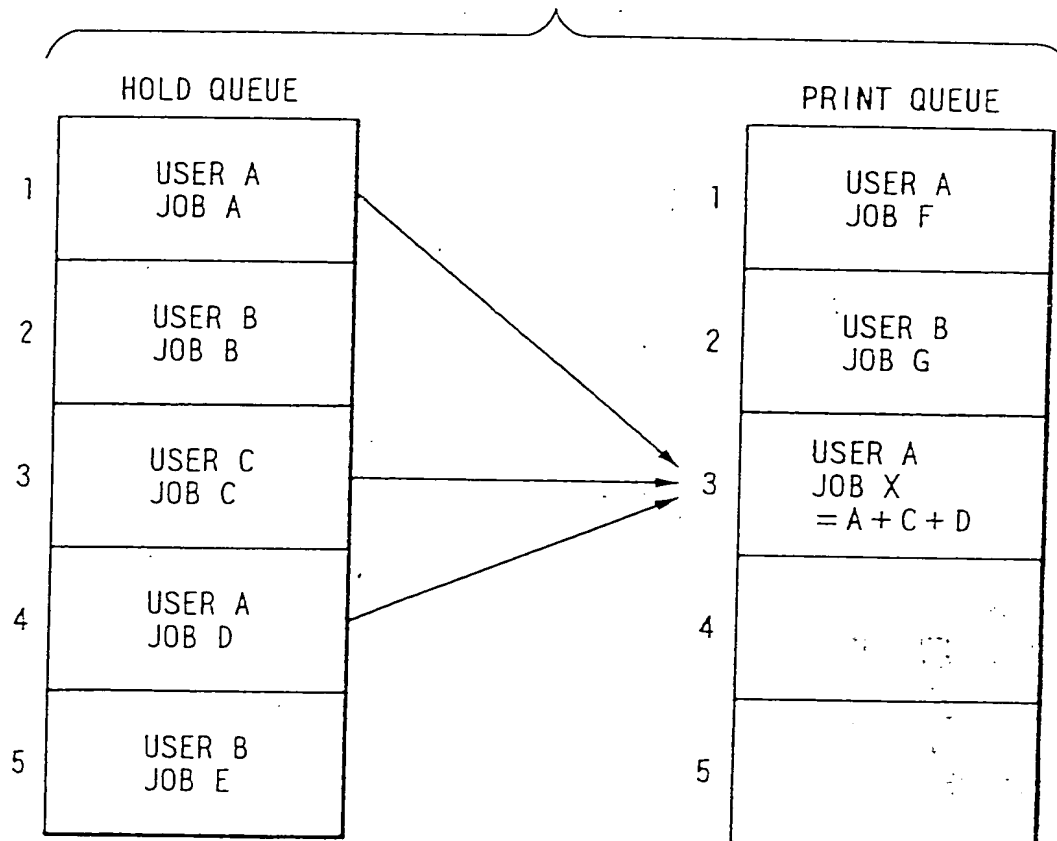 HOLD QUEUE
1
USER A
JOB A
2
USER B
JOB B
3
USER C
JOB C
4
USER A
JOB D
5
USER B
JOB E
PRINT QUEUE
1
USER A
JOB F
2
USER B
JOB G
3
USER A
JOB X
=A+C+D
4
5